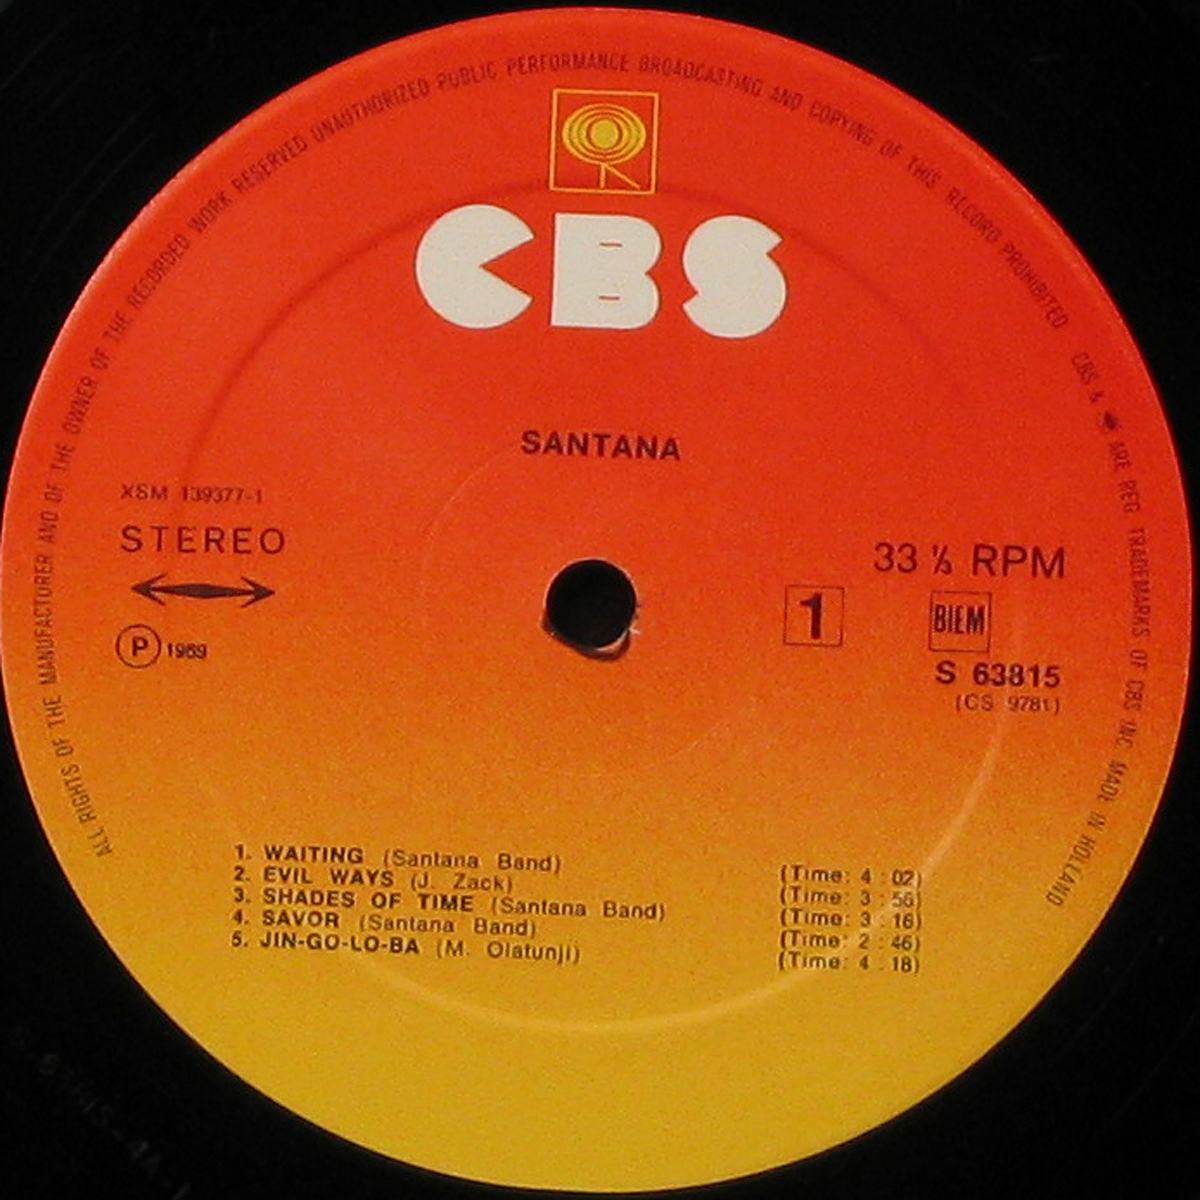 ALL RIGHTS OF THE MANUFACTURER AND OF THE OWNER OF THE RECORDED WORK RESERVED UNAUTHORIZED PUBLIC PERFORMANCE BROADCASTING AND COPYING OF THIS RECORD PROHIBITED CBS & ARE REG TRADEMARKS OF CBS INC MADE IN HOLLAND
CBS
SANTANA
XSM 139377-1
STEREO
33 ⅓ RPM
1
BIEM
Ⓟ 1969
S 63815
(CS 9781)
1. WAITING (Santana Band) (Time: 4 : 02)
2. EVIL WAYS (J. Zack) (Time: 3 : 56)
3. SHADES OF TIME (Santana Band) (Time: 3 : 16)
4. SAVOR (Santana Band) (Time: 2 : 46)
5. JIN-GO-LO-BA (M. Olatunji) (Time: 4 : 18)